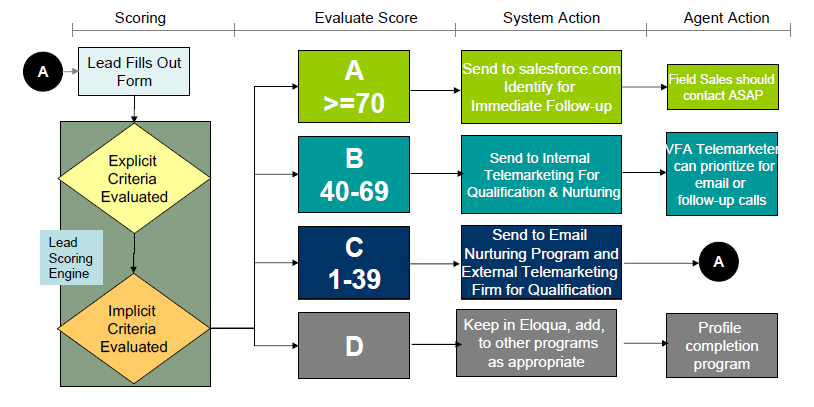 Scoring
Evaluate Score
System Action
Agent Action
A
Lead Fills Out
Form
Explicit
Criteria
Evaluated
Lead
Scoring
Engine
Implicit
Criteria
Evaluated
A
>=70
Send to salesforce.com
Identify for
Immediate Follow-up
Field Sales should
contact ASAP
B
40-69
Send to Internal
Telemarketing For
Qualification & Nurturing
VFA Telemarketer
can prioritize for
email or
follow-up calls
C
1-39
Send to Email
Nurturing Program and
External Telemarketing
Firm for Qualification
A
D
Keep in Eloqua, add,
to other programs
as appropriate
Profile
completion
program